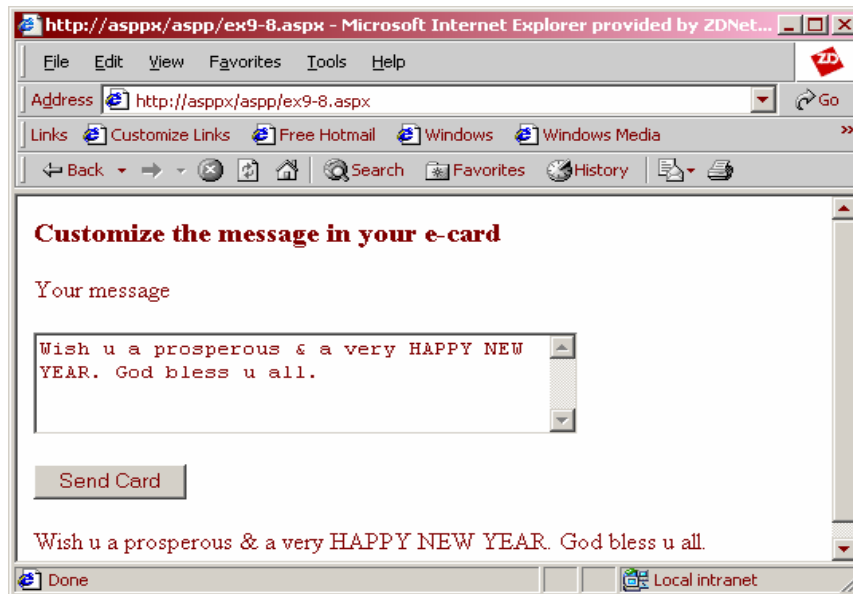 http://asppx/aspp/ex9-8.aspx - Microsoft Internet Explorer provided by ZDNet...
File Edit View Favorites Tools Help
ZD
Address http://asppx/aspp/ex9-8.aspx Go
Links Customize Links Free Hotmail Windows Windows Media »
Back Search Favorites History
Customize the message in your e-card
Your message
Wish u a prosperous & a very HAPPY NEW
YEAR. God bless u all.
Send Card
Wish u a prosperous & a very HAPPY NEW YEAR. God bless u all.
Done Local intranet